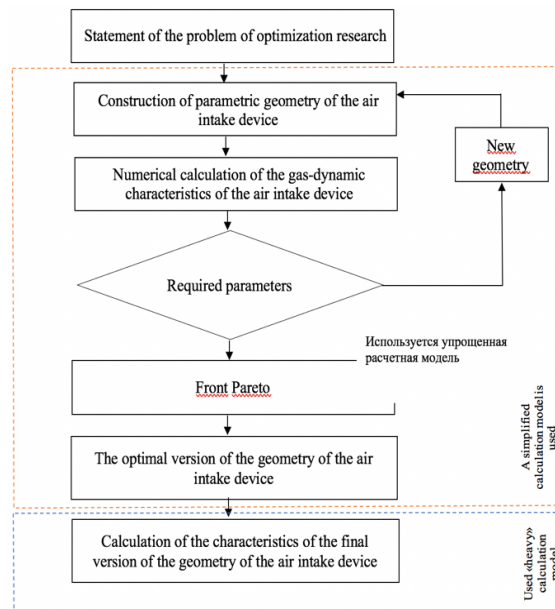 Statement of the problem of optimization research
Construction of parametric geometry of the air
intake device
New
geometry
Numerical calculation of the gas-dynamic
characteristics of the air intake device
Required parameters
Используется упрощенная
расчетная модель
Front Pareto
The optimal version of the geometry of the air
intake device
A simplified
calculation model is
used
Calculation of the characteristics of the final
version of the geometry of the air intake device
Used «heavy»
calculation
model